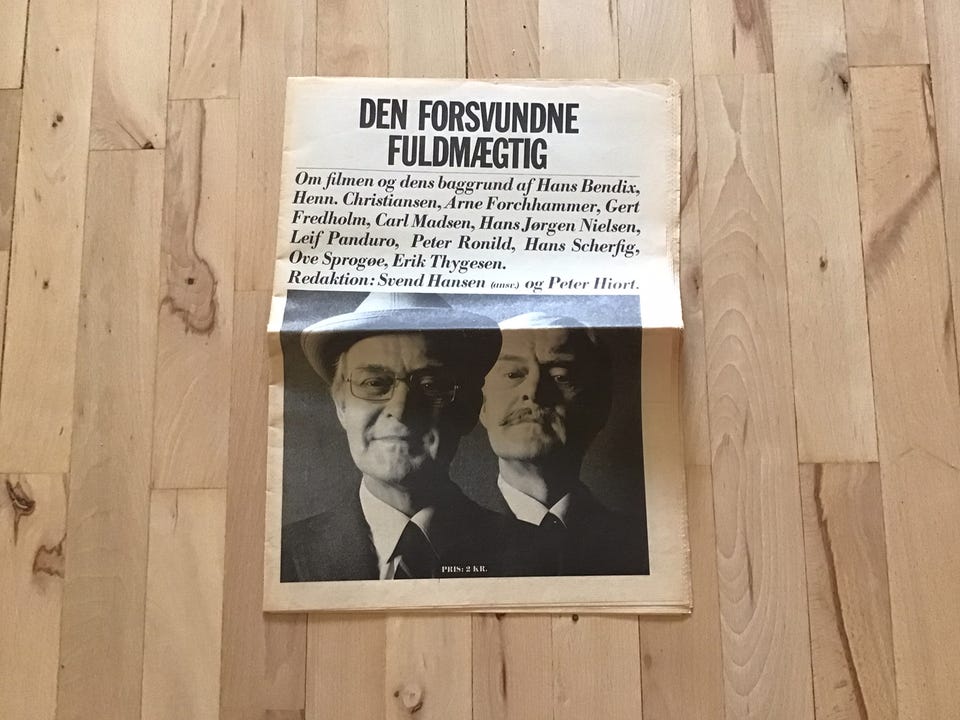 DEN FORSVUNDNE
FULDMÆGTIG
Om filmen og dens baggrund af Hans Bendix,
Henn. Christiansen, Arne Forchhammer, Gert
Fredholm, Carl Madsen, Hans Jørgen Nielsen,
Leif Panduro, Peter Ronild, Hans Scherfig,
Ove Sprogøe, Erik Thygesen.
Redaktion: Svend Hansen (ansv.) og Peter Hiort.
PRIS: 2 KR.